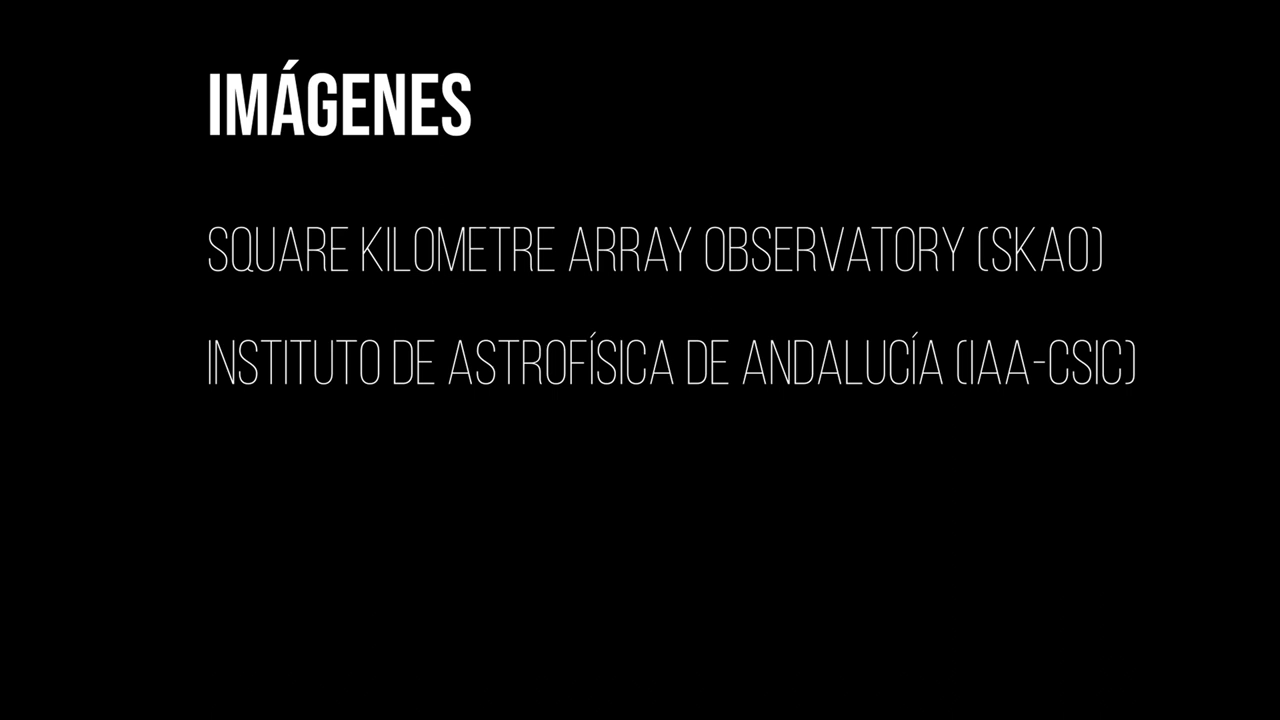 IMÁGENES
SQUARE KILOMETRE ARRAY OBSERVATORY (SKAO)
INSTITUTO DE ASTROFÍSICA DE ANDALUCÍA (IAA-CSIC)